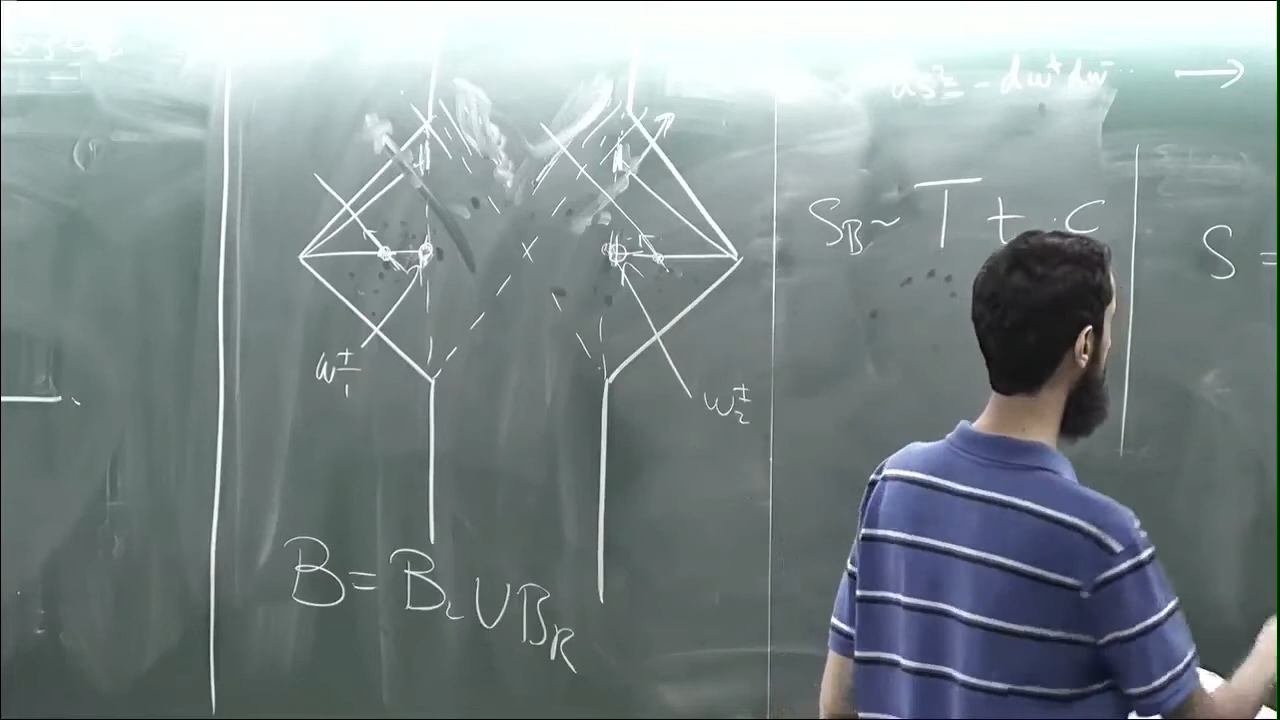 ds² = - dw⁺dw⁻
S_B ~ T t · c
S =
w₁^±
w₂^±
B = B_L ∪ B_R